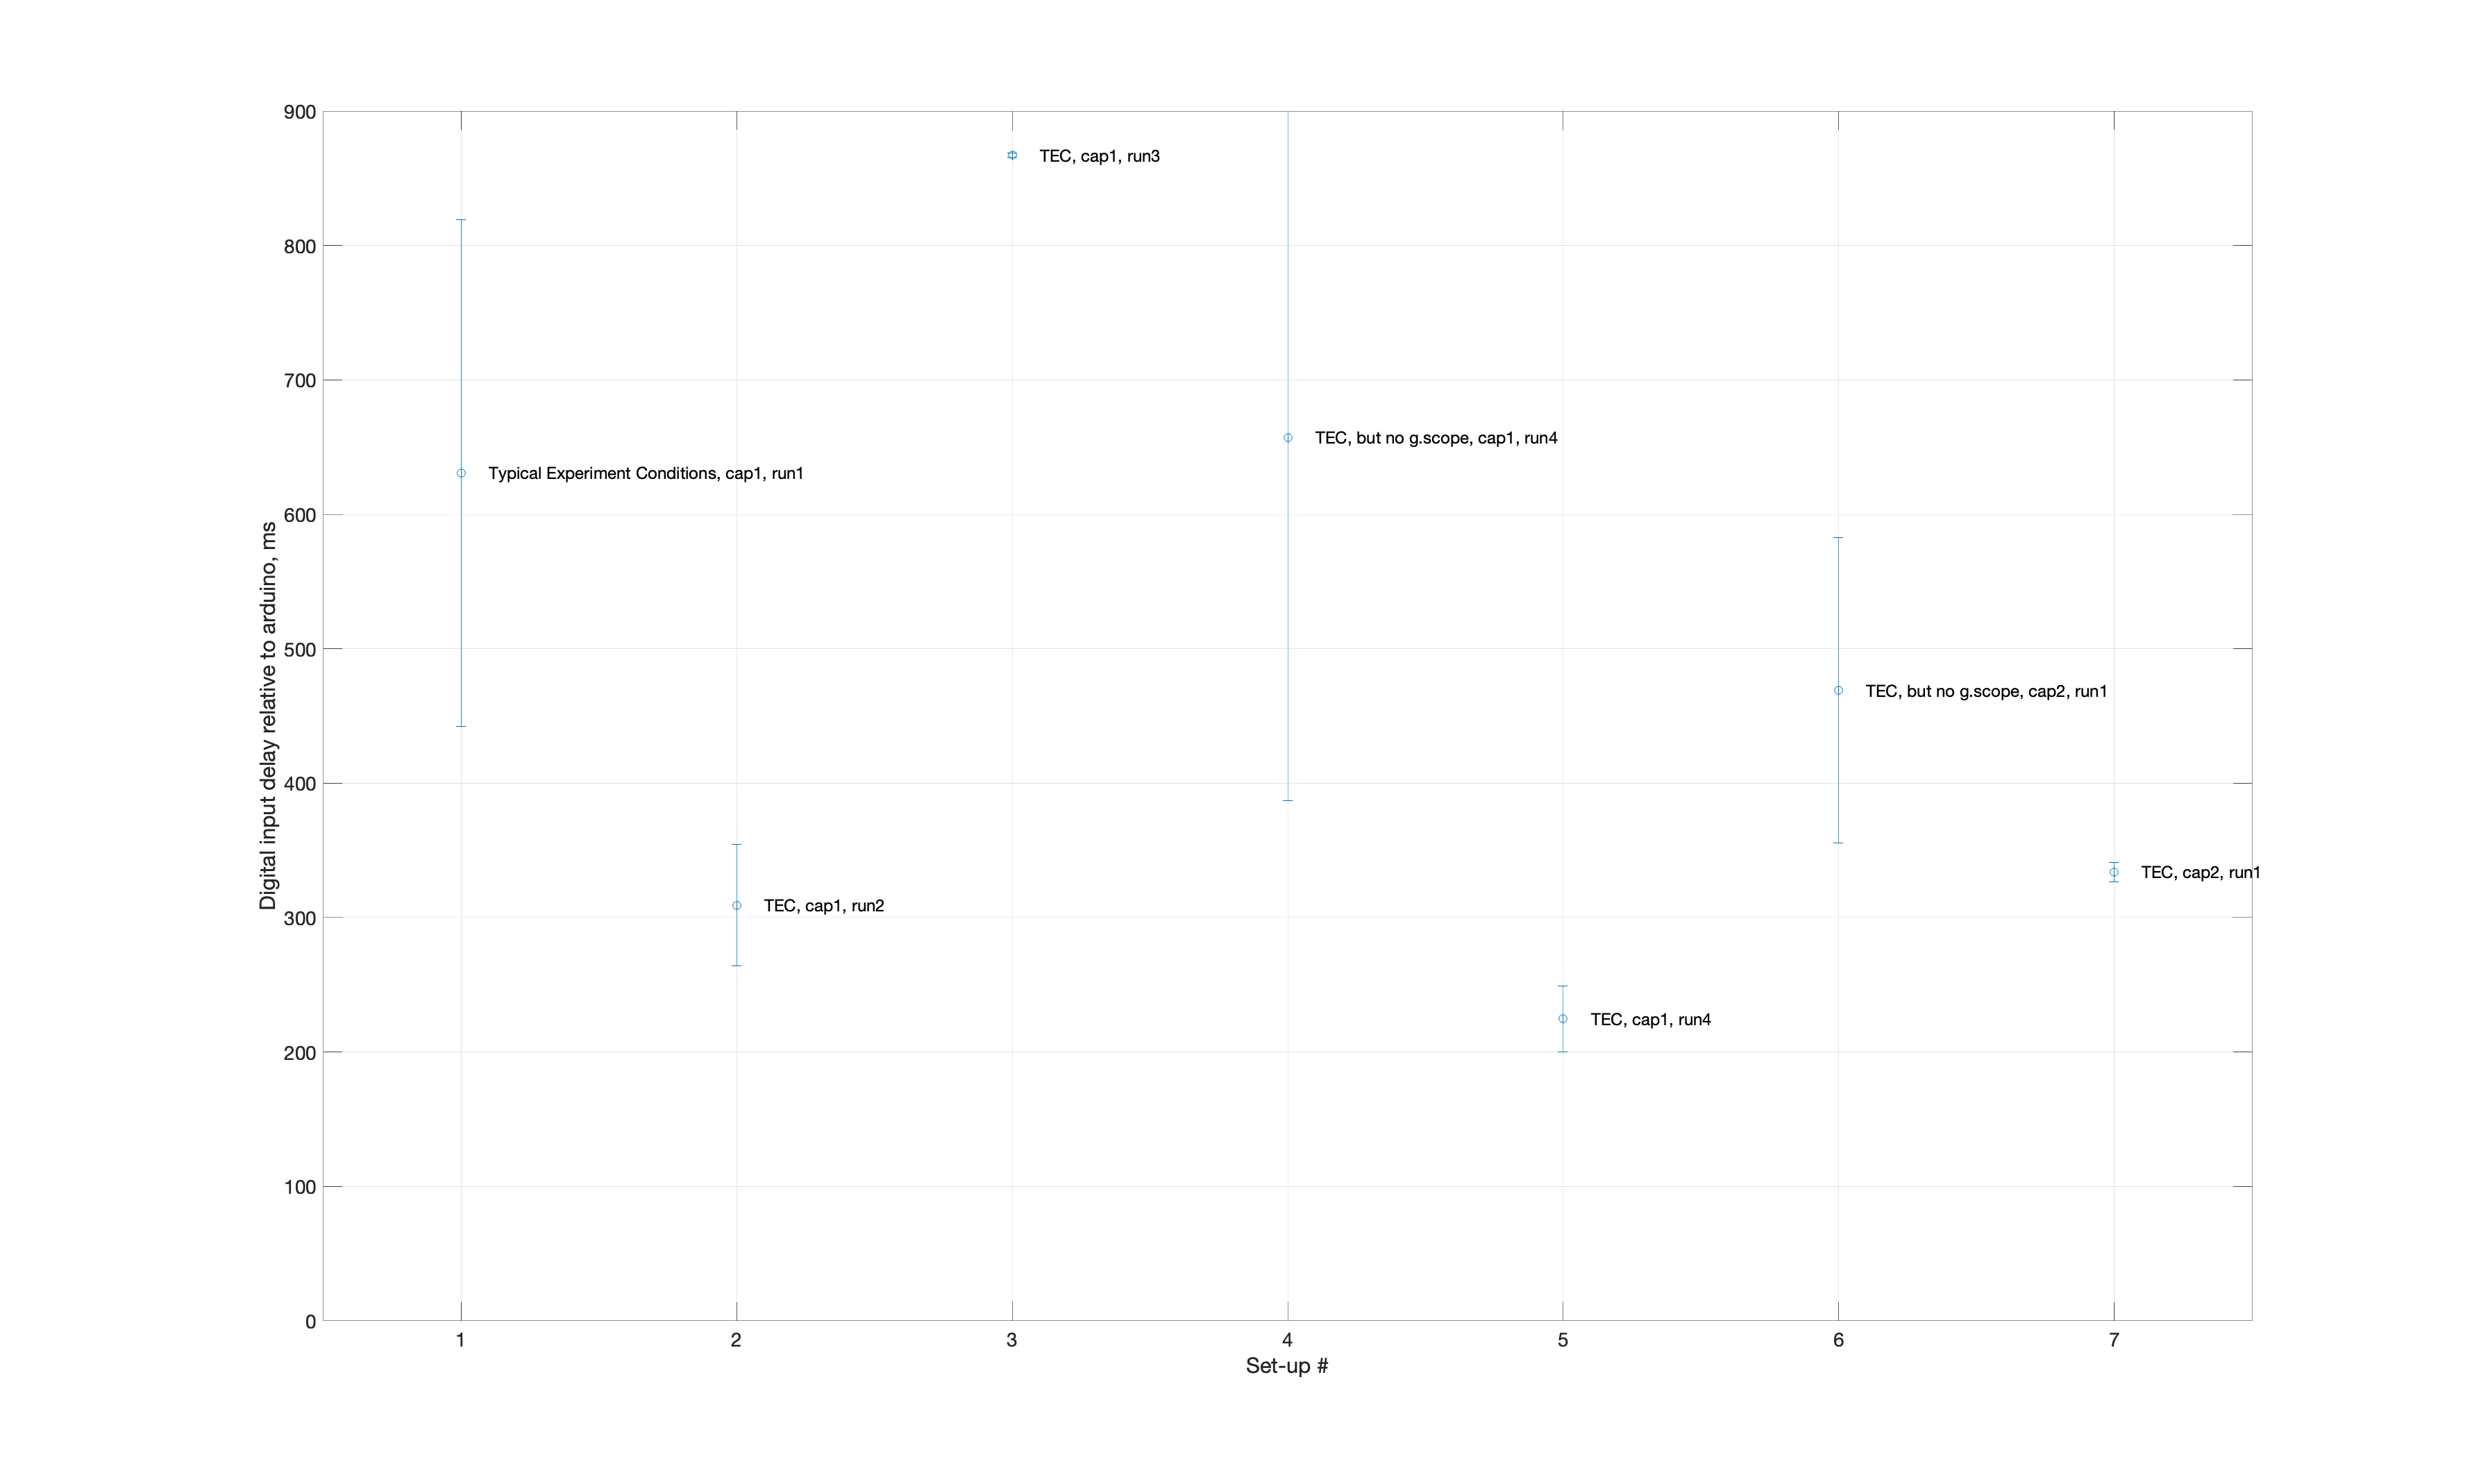 900
TEC, cap1, run3
800
700
TEC, but no g.scope, cap1, run4
Typical Experiment Conditions, cap1, run1
600
Digital input delay relative to arduino, ms
500
TEC, but no g.scope, cap2, run1
400
TEC, cap2, run1
TEC, cap1, run2
300
TEC, cap1, run4
200
100
0
1 2 3 4 5 6 7
Set-up #